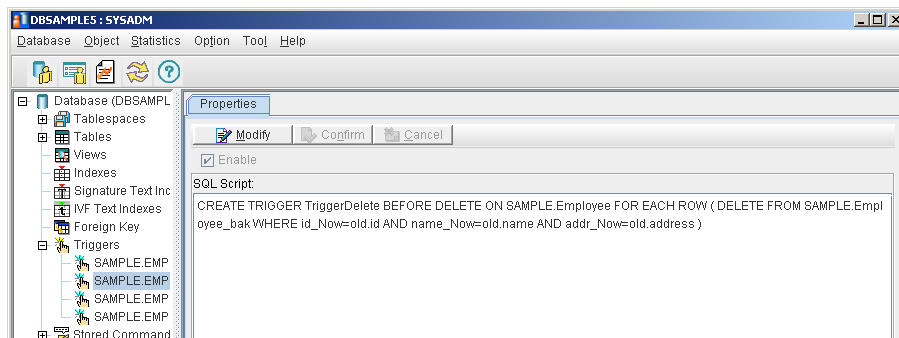 DBSAMPLE5 : SYSADM
Database Object Statistics Option Tool Help
Database (DBSAMPL
Tablespaces
Tables
Views
Indexes
Signature Text Inc
IVF Text Indexes
Foreign Key
Triggers
SAMPLE.EMP
SAMPLE.EMP
SAMPLE.EMP
SAMPLE.EMP
Stored Command
Properties
Modify Confirm Cancel
Enable
SQL Script:
CREATE TRIGGER TriggerDelete BEFORE DELETE ON SAMPLE.Employee FOR EACH ROW ( DELETE FROM SAMPLE.Empl
oyee_bak WHERE id_Now=old.id AND name_Now=old.name AND addr_Now=old.address )